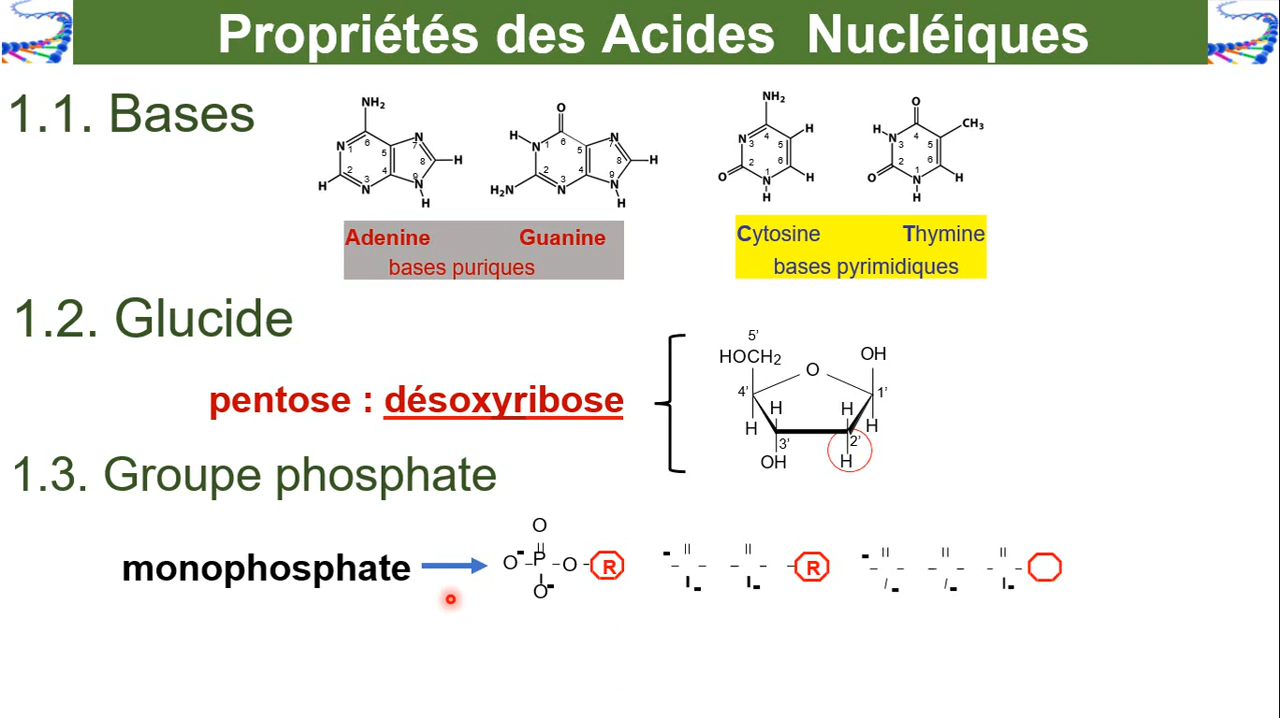 Propriétés des Acides Nucléiques
1.1. Bases
NH₂
N 1 6 5 N 7 8 H
H 2 N 3 4 N 9
H
O
H N 1 6 5 N 7 8 H
H₂N 2 N 3 4 N 9
H
NH₂
N 3 4 5 H
O 2 N 1 6 H
H
O
H N 3 4 5 CH₃
O 2 N 1 6 H
H
Adenine Guanine
bases puriques
Cytosine Thymine
bases pyrimidiques
1.2. Glucide
pentose : désoxyribose
5'
HOCH₂ O OH
4' H H 1'
H 3' 2' H
OH H
1.3. Groupe phosphate
monophosphate
O
O- P O R
O-
R